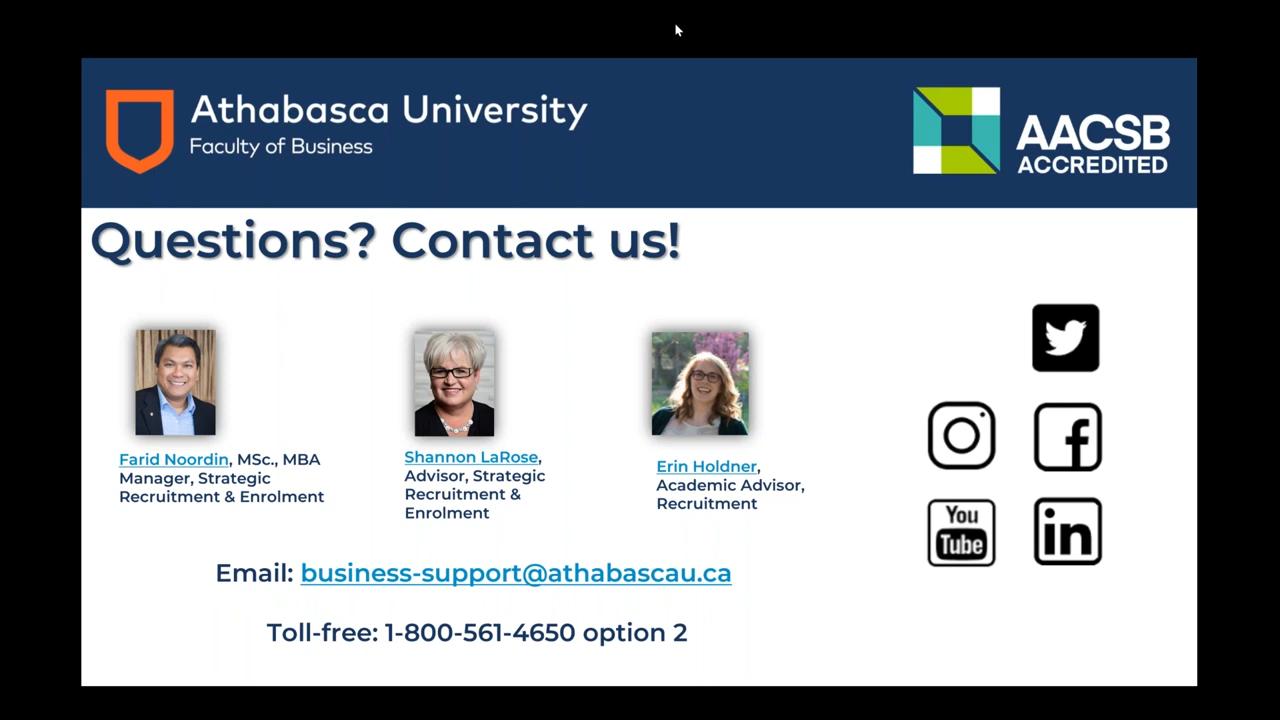 Athabasca University
Faculty of Business
AACSB
ACCREDITED
Questions? Contact us!
Farid Noordin, MSc., MBA
Manager, Strategic
Recruitment & Enrolment
Shannon LaRose,
Advisor, Strategic
Recruitment &
Enrolment
Erin Holdner,
Academic Advisor,
Recruitment
You
Tube
in
Email: business-support@athabascau.ca
Toll-free: 1-800-561-4650 option 2